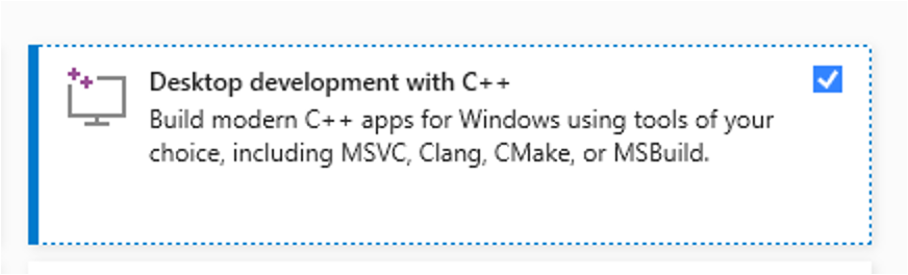 Desktop development with C++
Build modern C++ apps for Windows using tools of your
choice, including MSVC, Clang, CMake, or MSBuild.